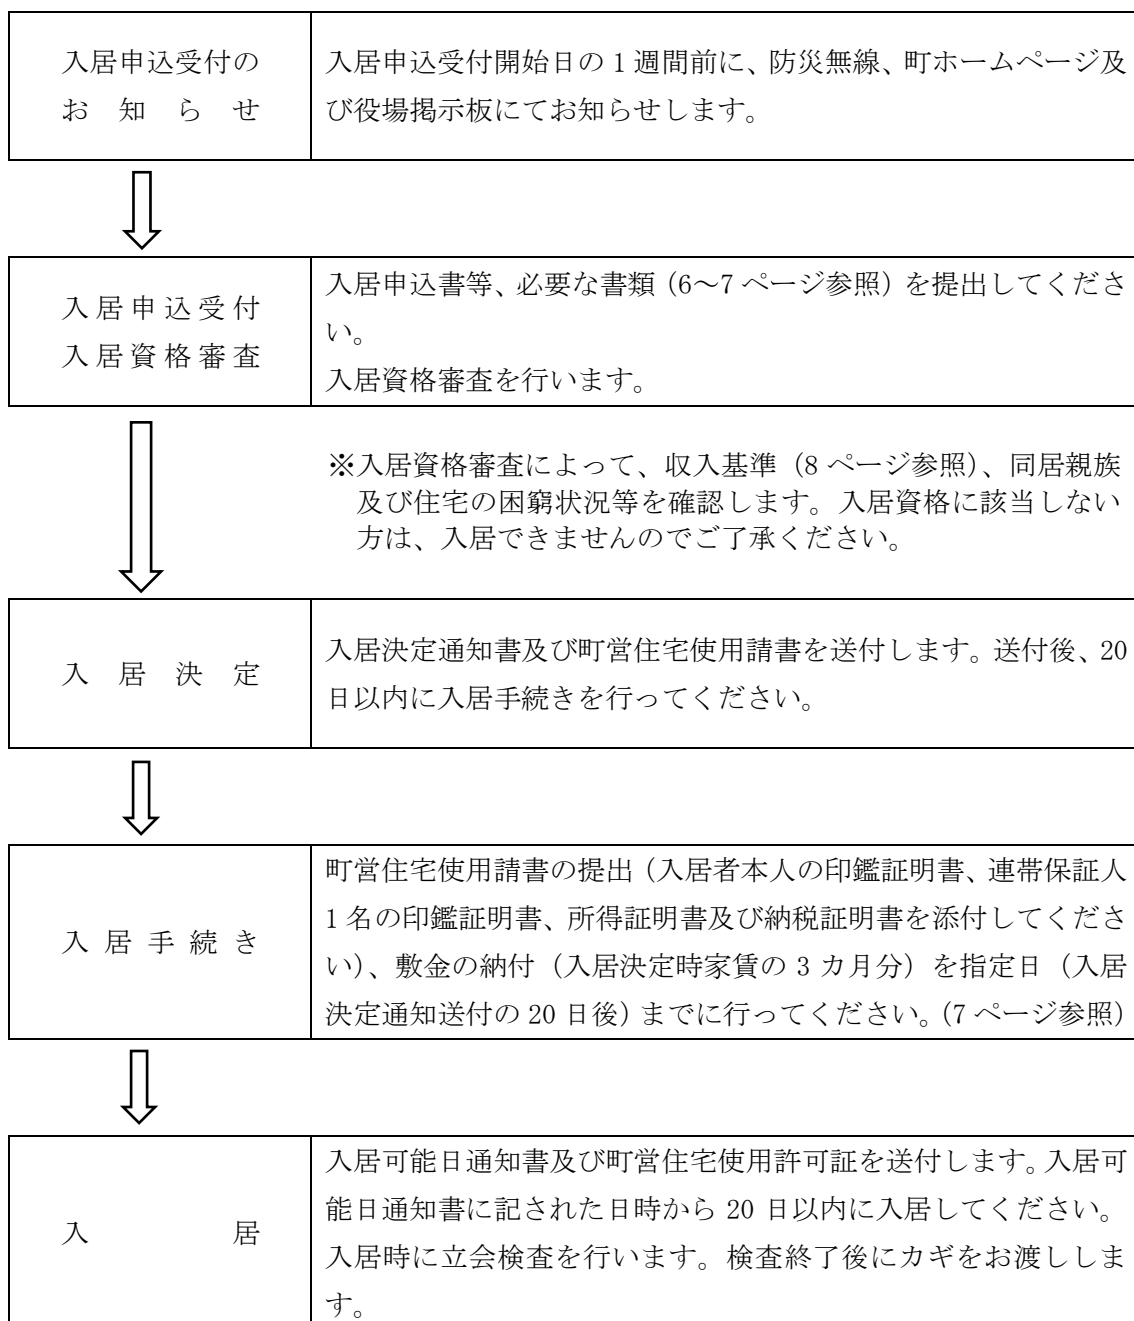 入居申込受付の
お知らせ
入居申込受付開始日の1週間前に、防災無線、町ホームページ及
び役場掲示板にてお知らせします。
入居申込受付
入居資格審査
入居申込書等、必要な書類（6～7ページ参照）を提出してくださ
い。
入居資格審査を行います。
※入居資格審査によって、収入基準（8ページ参照）、同居親族
及び住宅の困窮状況等を確認します。入居資格に該当しない
方は、入居できませんのでご了承ください。
入居決定
入居決定通知書及び町営住宅使用請書を送付します。送付後、20
日以内に入居手続きを行ってください。
入居手続き
町営住宅使用請書の提出（入居者本人の印鑑証明書、連帯保証人
1名の印鑑証明書、所得証明書及び納税証明書を添付してくださ
い）、敷金の納付（入居決定時家賃の3カ月分）を指定日（入居
決定通知送付の20日後）までに行ってください。（7ページ参照）
入居
入居可能日通知書及び町営住宅使用許可証を送付します。入居可
能日通知書に記された日時から20日以内に入居してください。
入居時に立会検査を行います。検査終了後にカギをお渡ししま
す。